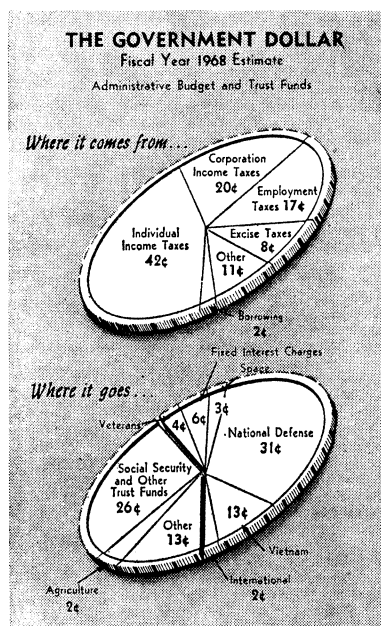 THE GOVERNMENT DOLLAR
Fiscal Year 1968 Estimate
Administrative Budget and Trust Funds
Where it comes from...
Corporation
Income Taxes
20¢
Employment
Taxes 17¢
Individual
Income Taxes
42¢
Excise Taxes
8¢
Other
11¢
Borrowing
2¢
Where it goes...
Fixed Interest Charges
Space
Veterans
4¢
6¢
3¢
National Defense
31¢
Social Security
and Other
Trust Funds
26¢
Other
13¢
13¢
Vietnam
International
2¢
Agriculture
2¢